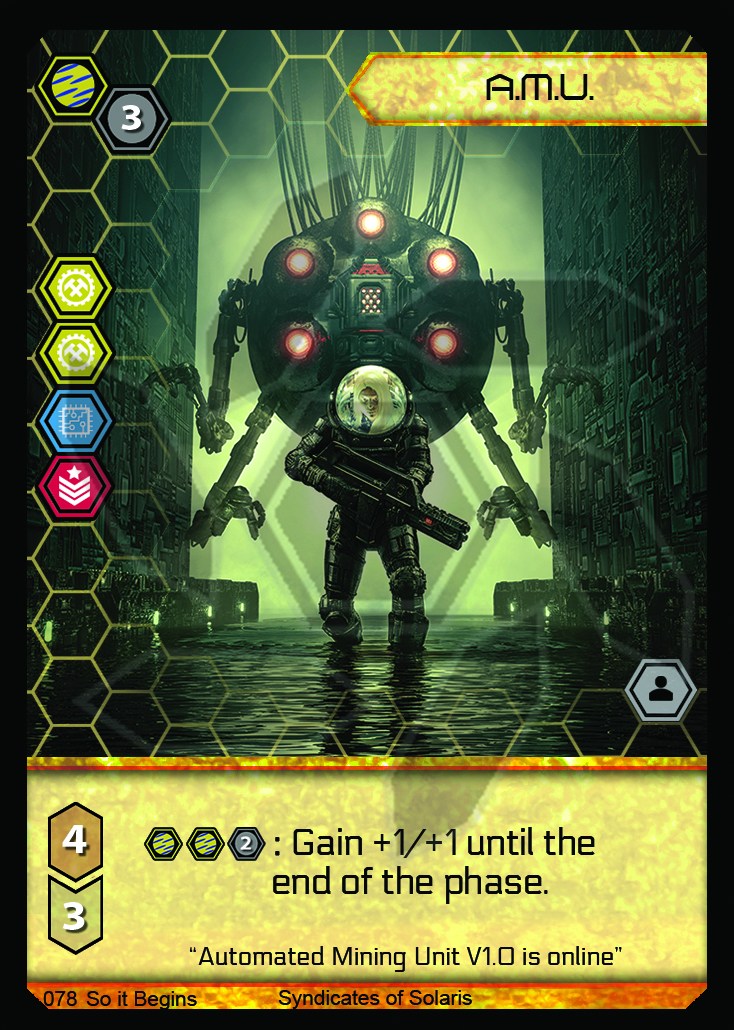 A.M.U.
3
4
2 : Gain +1/+1 until the
end of the phase.
3
“Automated Mining Unit V1.0 is online”
078 So it Begins Syndicates of Solaris